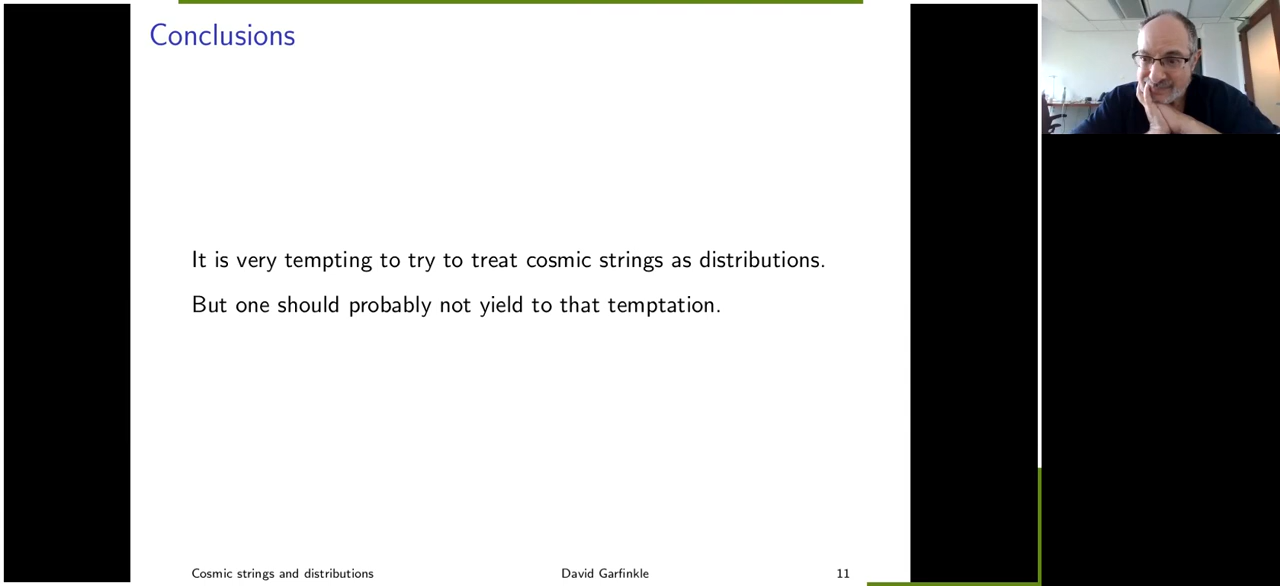 Conclusions
It is very tempting to try to treat cosmic strings as distributions.
But one should probably not yield to that temptation.
Cosmic strings and distributions David Garfinkle 11